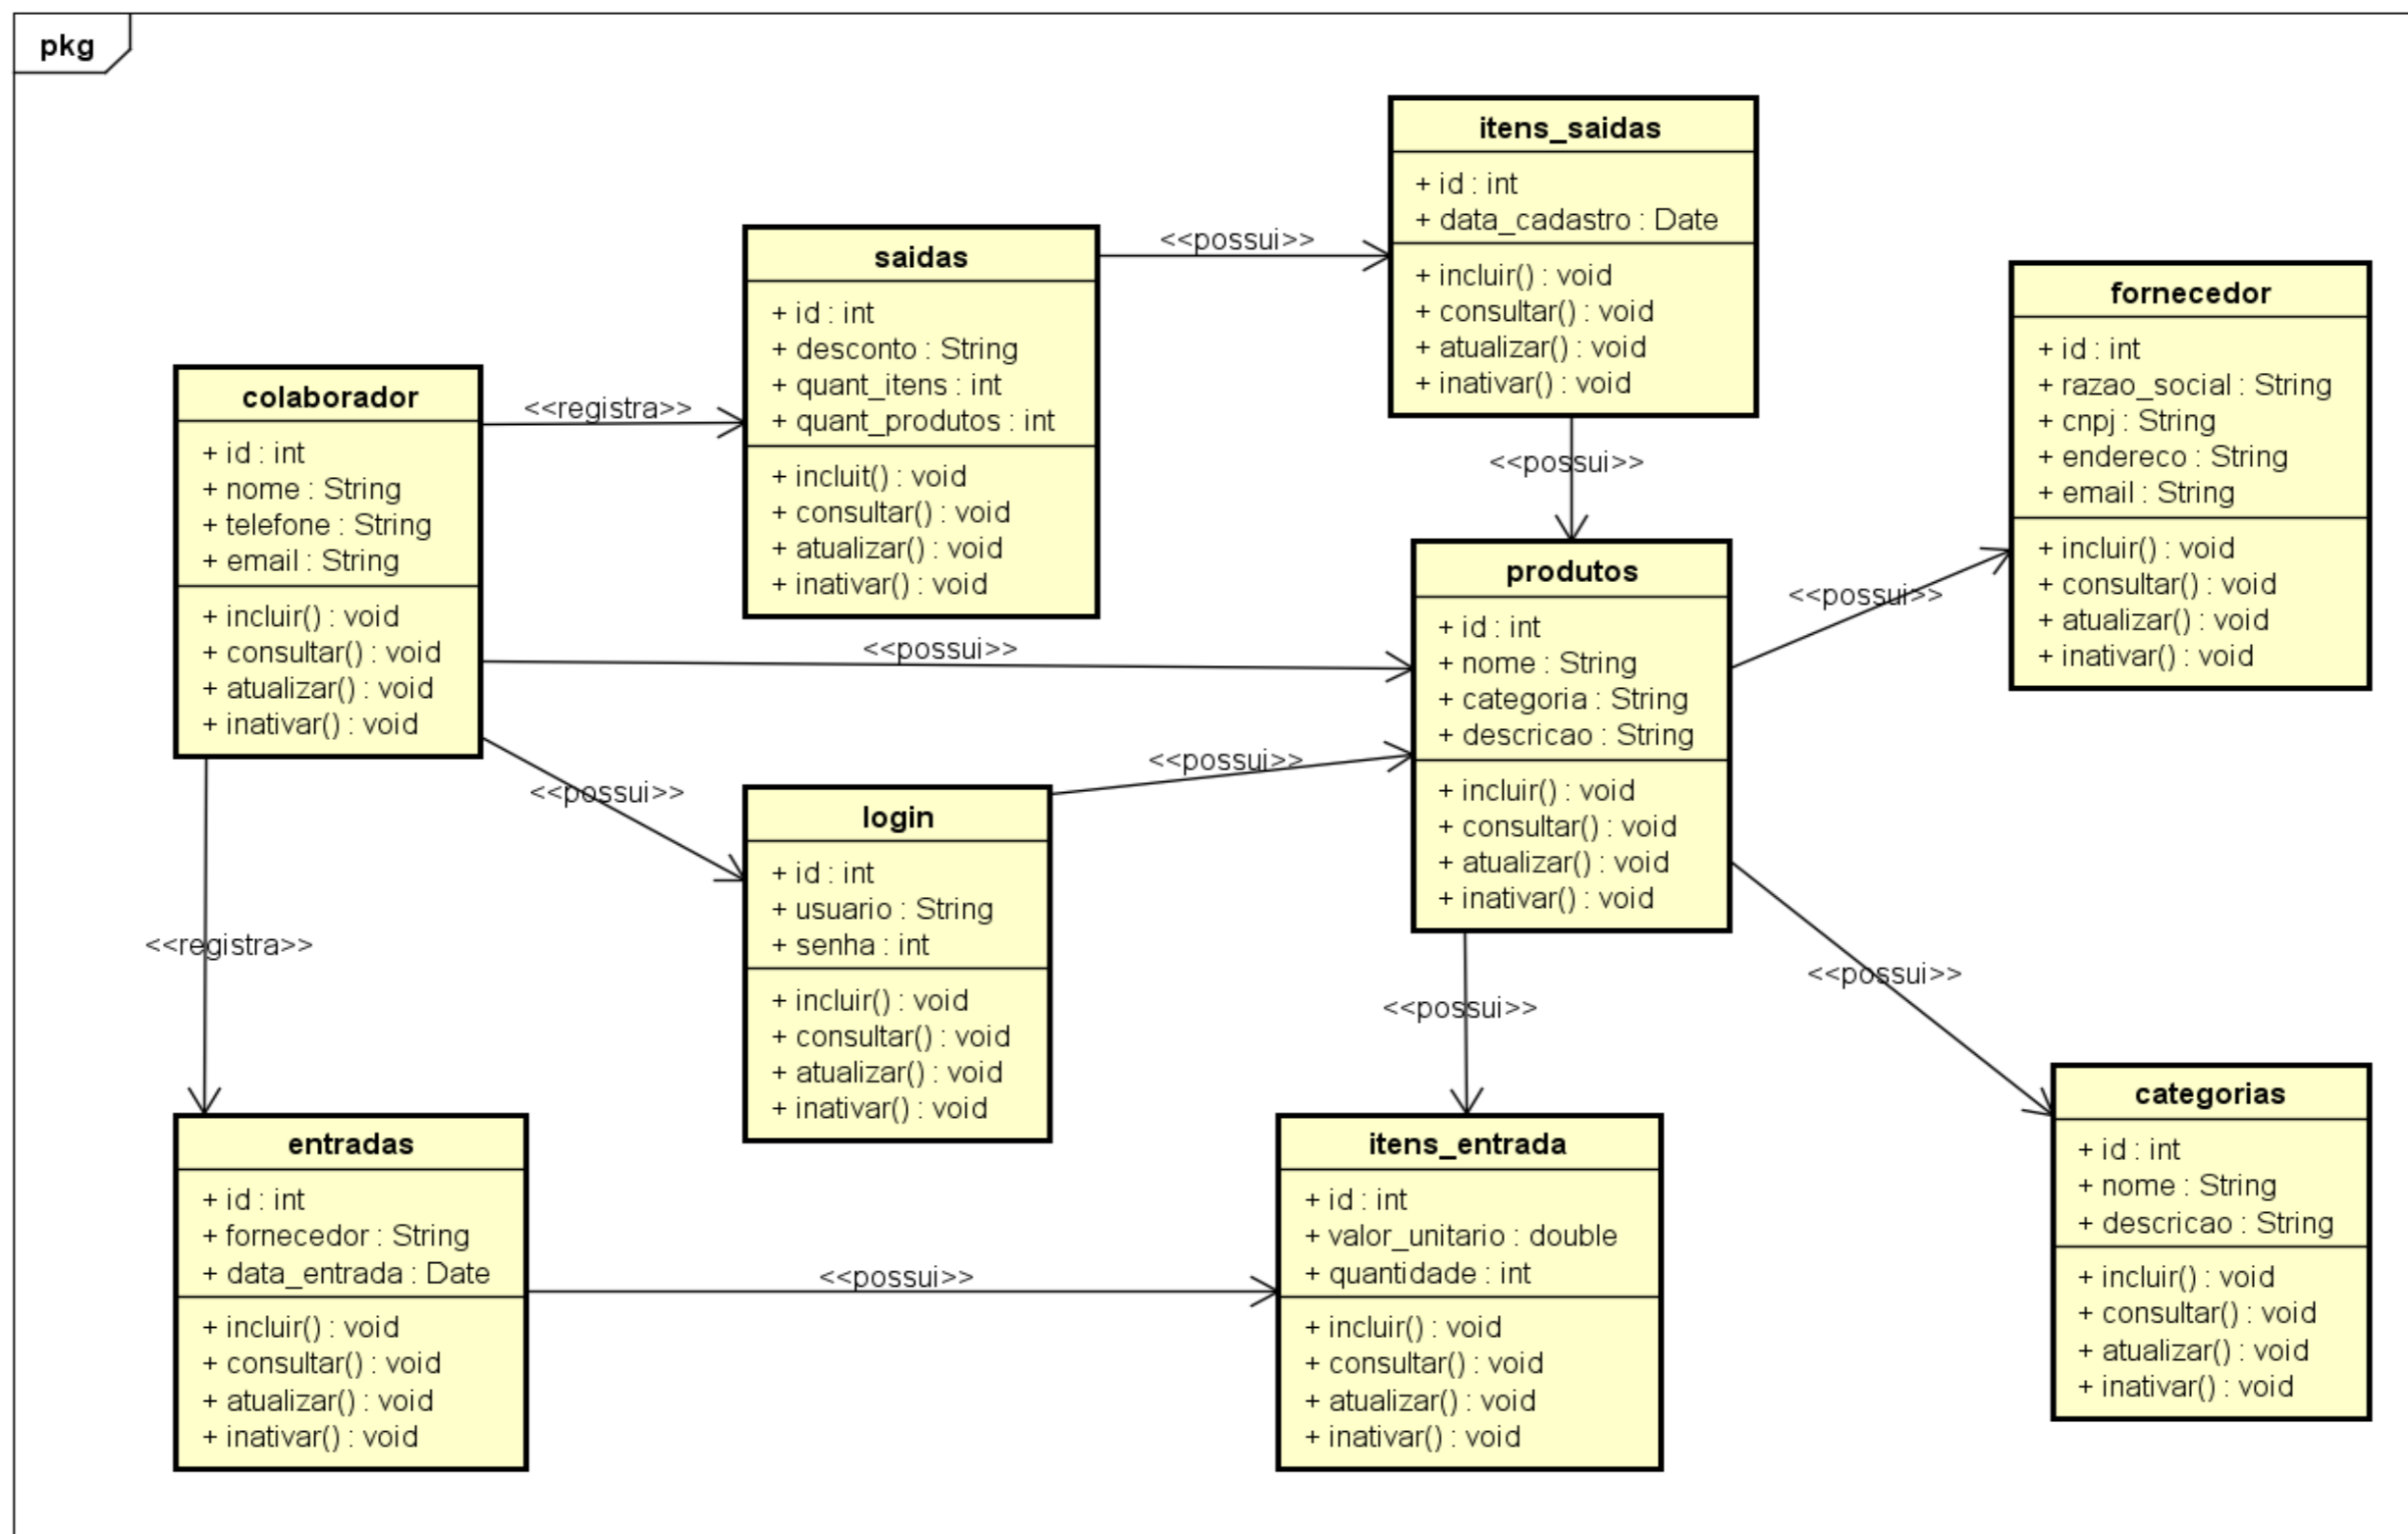 pkg
itens_saidas
+ id : int
+ data_cadastro : Date
+ incluir() : void
+ consultar() : void
+ atualizar() : void
+ inativar() : void
<<possui>>
saidas
+ id : int
+ desconto : String
+ quant_itens : int
+ quant_produtos : int
+ incluit() : void
+ consultar() : void
+ atualizar() : void
+ inativar() : void
fornecedor
+ id : int
+ razao_social : String
+ cnpj : String
+ endereco : String
+ email : String
+ incluir() : void
+ consultar() : void
+ atualizar() : void
+ inativar() : void
colaborador
+ id : int
+ nome : String
+ telefone : String
+ email : String
+ incluir() : void
+ consultar() : void
+ atualizar() : void
+ inativar() : void
<<registra>>
<<possui>>
produtos
+ id : int
+ nome : String
+ categoria : String
+ descricao : String
+ incluir() : void
+ consultar() : void
+ atualizar() : void
+ inativar() : void
<<possui>>
<<possui>>
<<possui>>
<<possui>>
login
+ id : int
+ usuario : String
+ senha : int
+ incluir() : void
+ consultar() : void
+ atualizar() : void
+ inativar() : void
<<registra>>
<<possui>>
<<possui>>
categorias
+ id : int
+ nome : String
+ descricao : String
+ incluir() : void
+ consultar() : void
+ atualizar() : void
+ inativar() : void
entradas
+ id : int
+ fornecedor : String
+ data_entrada : Date
+ incluir() : void
+ consultar() : void
+ atualizar() : void
+ inativar() : void
<<possui>>
itens_entrada
+ id : int
+ valor_unitario : double
+ quantidade : int
+ incluir() : void
+ consultar() : void
+ atualizar() : void
+ inativar() : void